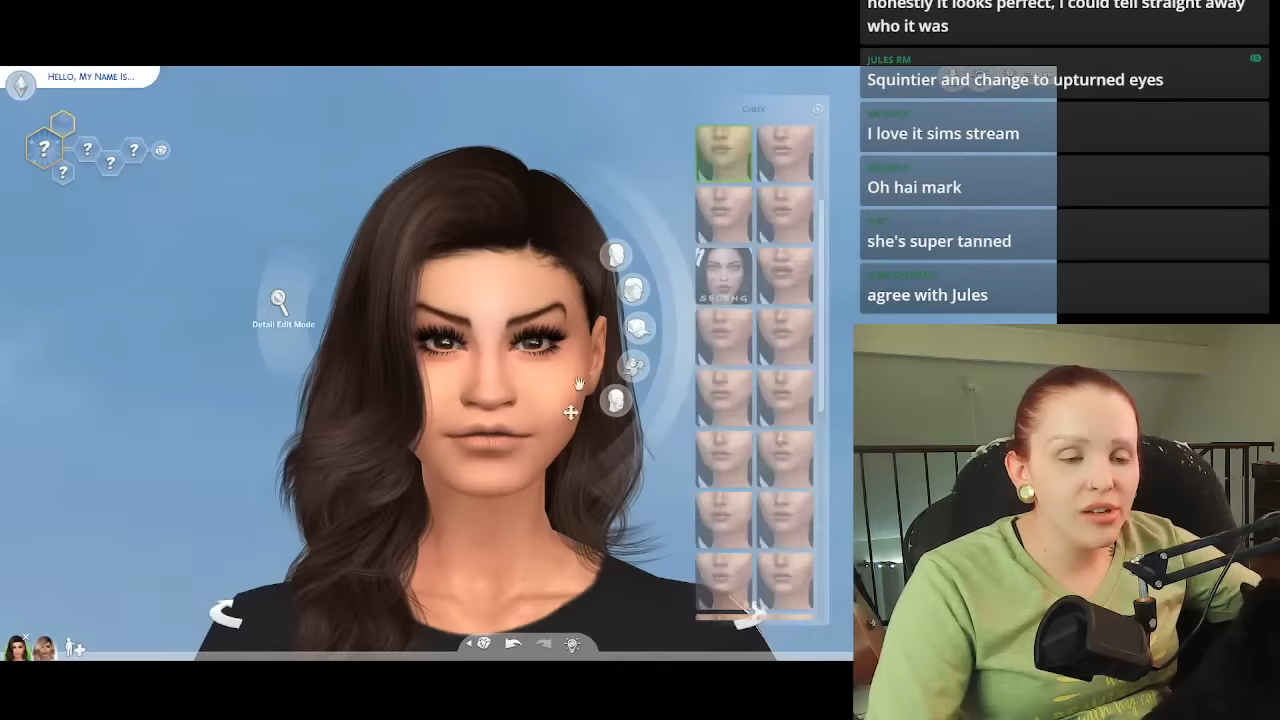 honestly it looks perfect, I could tell straight away
who it was
HELLO, MY NAME IS...
JULES RM
Squintier and change to upturned eyes
CHEEK
I love it sims stream
Oh hai mark
she's super tanned
agree with Jules
Detail Edit Mode